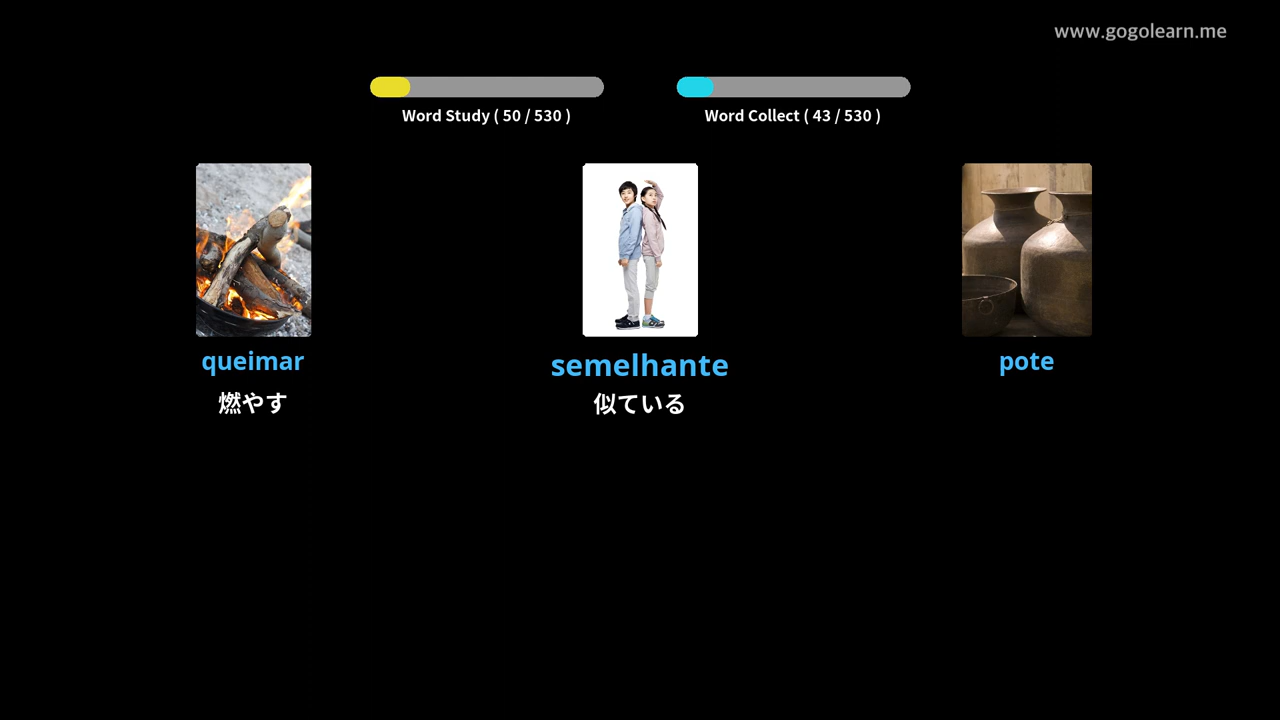 www.gogolearn.me
Word Study ( 50 / 530 )
Word Collect ( 43 / 530 )
queimar
semelhante
pote
燃やす
似ている